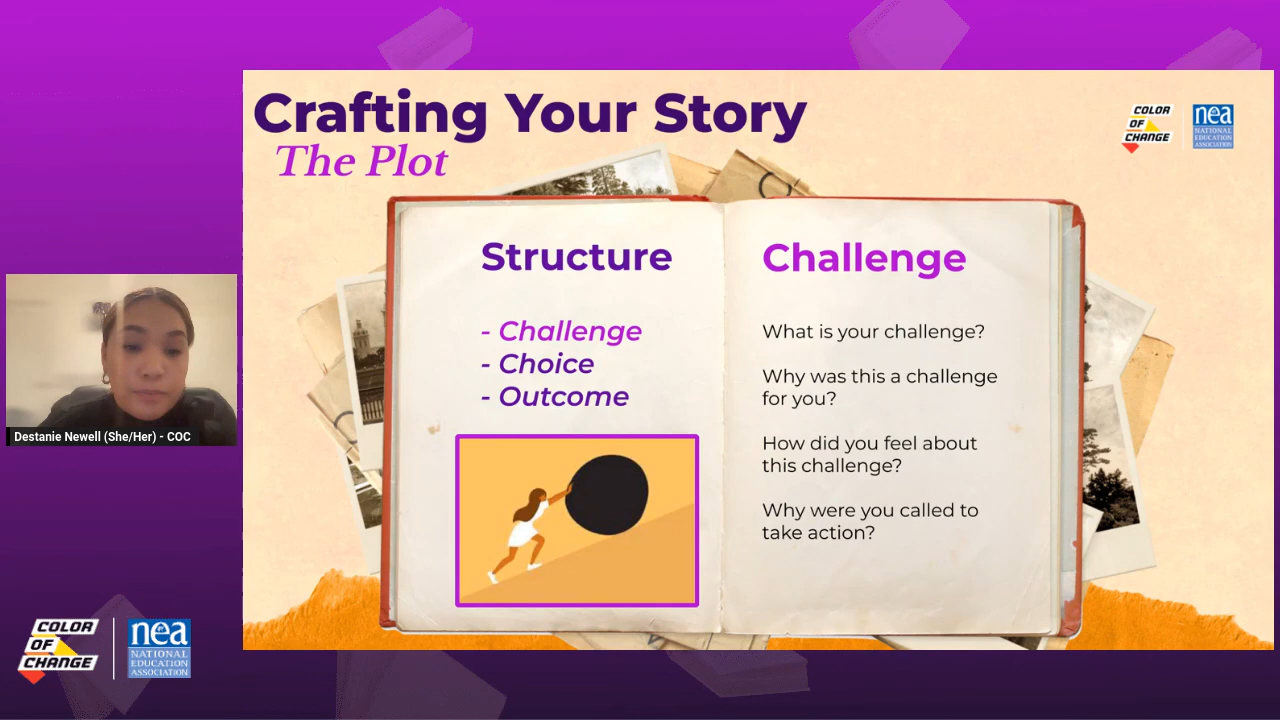 Crafting Your Story
The Plot
COLOR
OF
CHANGE
nea
NATIONAL
EDUCATION
ASSOCIATION
Structure
- Challenge
- Choice
- Outcome
Challenge
What is your challenge?
Why was this a challenge
for you?
How did you feel about
this challenge?
Why were you called to
take action?
Destanie Newell (She/Her) - COC
COLOR
OF
CHANGE
nea
NATIONAL
EDUCATION
ASSOCIATION